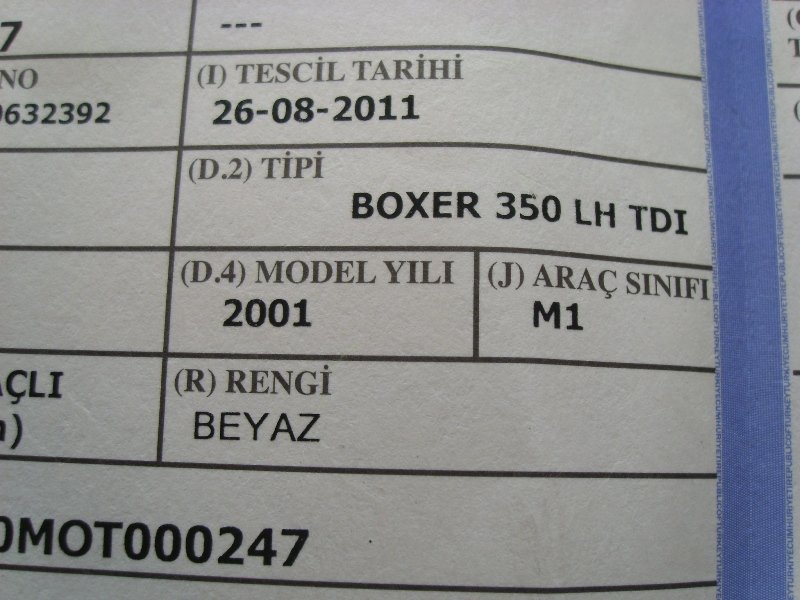 7
---
NO
0632392
(I) TESCİL TARİHİ
26-08-2011
(D.2) TİPİ
BOXER 350 LH TDI
(D.4) MODEL YILI
2001
(J) ARAÇ SINIFI
M1
AÇLI
(R) RENGİ
BEYAZ
0MOT000247